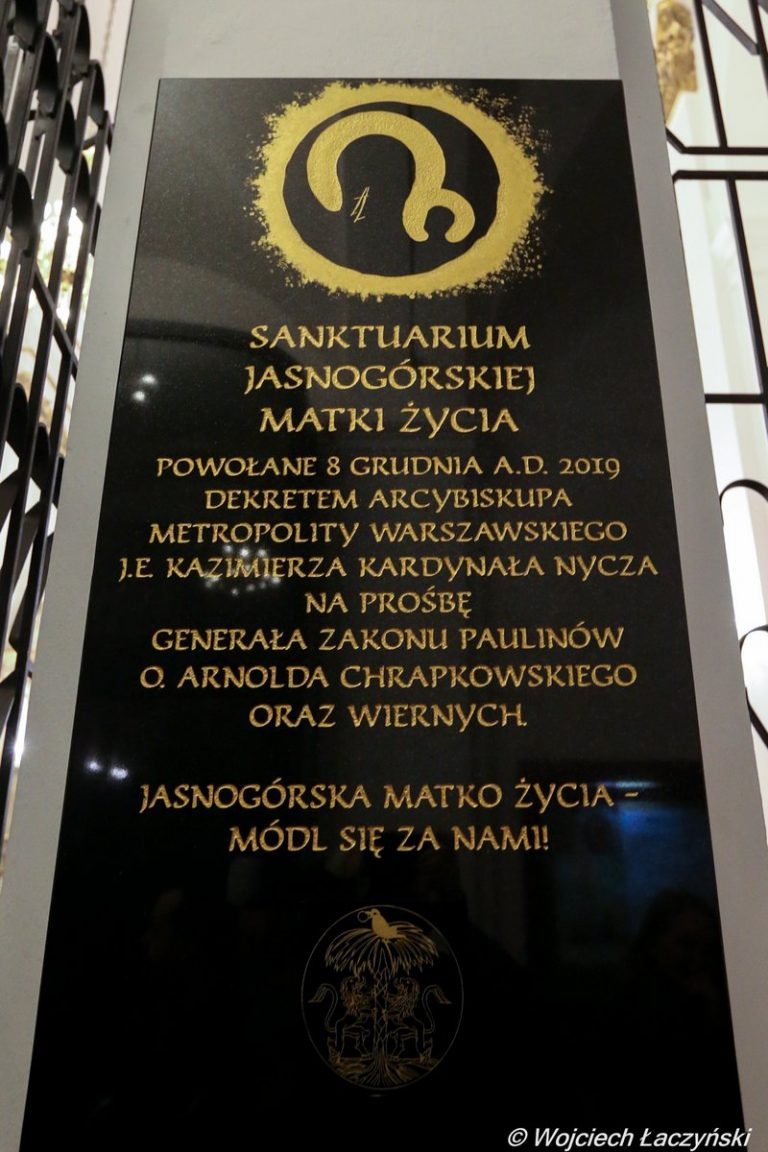 SANKTUARIUM
JASNOGÓRSKIEJ
MATKI ŻYCIA
POWOŁANE 8 GRUDNIA A.D. 2019
DEKRETEM ARCYBISKUPA
METROPOLITY WARSZAWSKIEGO
J.E. KAZIMIERZA KARDYNAŁA NYCZA
NA PROŚBĘ
GENERAŁA ZAKONU PAULINÓW
O. ARNOLDA CHRAPKOWSKIEGO
ORAZ WIERNYCH.
JASNOGÓRSKA MATKO ŻYCIA -
MÓDL SIĘ ZA NAMI!
© Wojciech Łaczyński